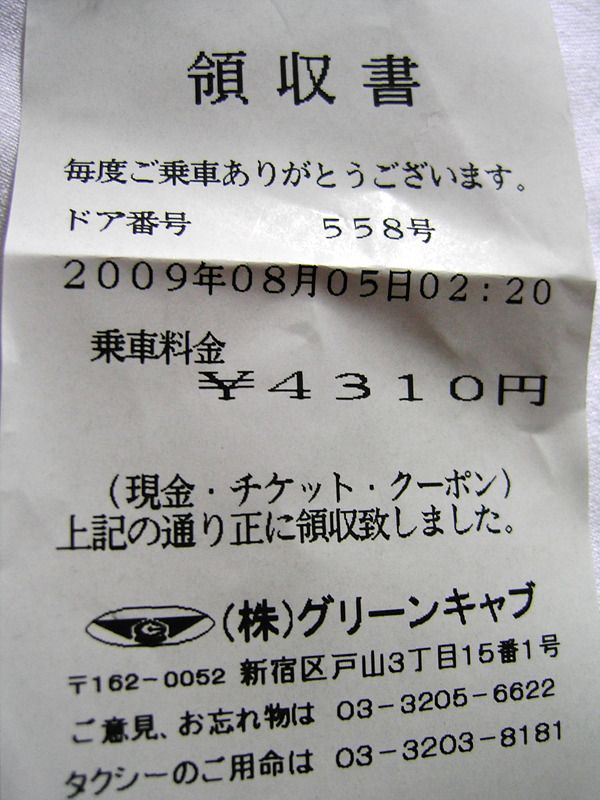 領収書
毎度ご乗車ありがとうございます。
ドア番号 558号
2009年08月05日02:20
乗車料金
¥4310円
(現金・チケット・クーポン)
上記の通り正に領収致しました。
(株)グリーンキャブ
〒162-0052 新宿区戸山3丁目15番1号
ご意見、お忘れ物は 03-3205-6622
タクシーのご用命は 03-3203-8181